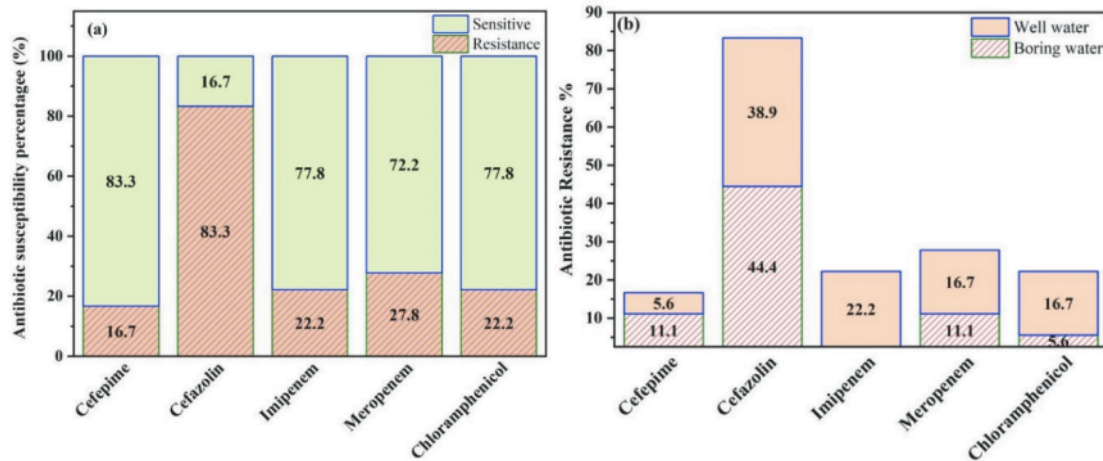 (a)
Sensitive
Resistance
Antibiotic susceptibility percentagee (%)
100
80
60
40
20
0
83.3
16.7
16.7
83.3
77.8
22.2
72.2
27.8
77.8
22.2
Cefepime
Cefazolin
Imipenem
Meropenem
Chloramphenicol
(b)
Well water
Boring water
Antibiotic Resistance %
90
80
70
60
50
40
30
20
10
5.6
11.1
38.9
44.4
22.2
16.7
11.1
16.7
5.6
Cefepime
Cefazolin
Imipenem
Meropenem
Chloramphenicol